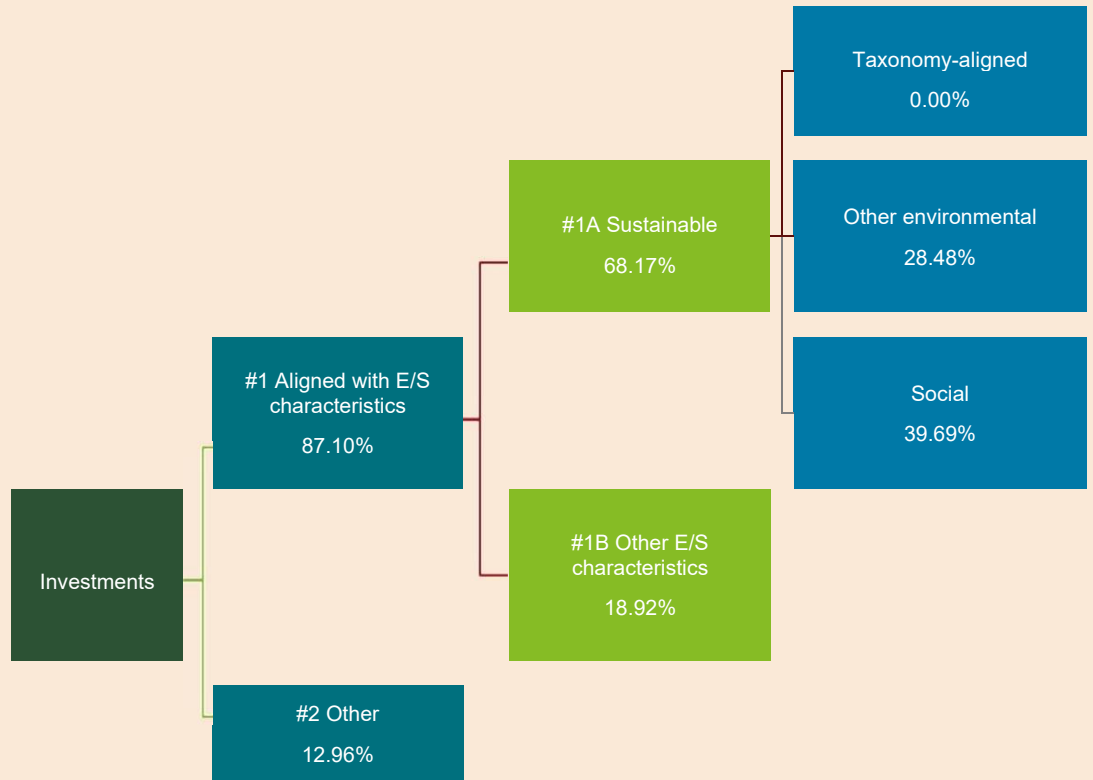 Taxonomy-aligned
0.00%
#1A Sustainable
68.17%
Other environmental
28.48%
#1 Aligned with E/S
characteristics
87.10%
Social
39.69%
Investments
#1B Other E/S
characteristics
18.92%
#2 Other
12.96%